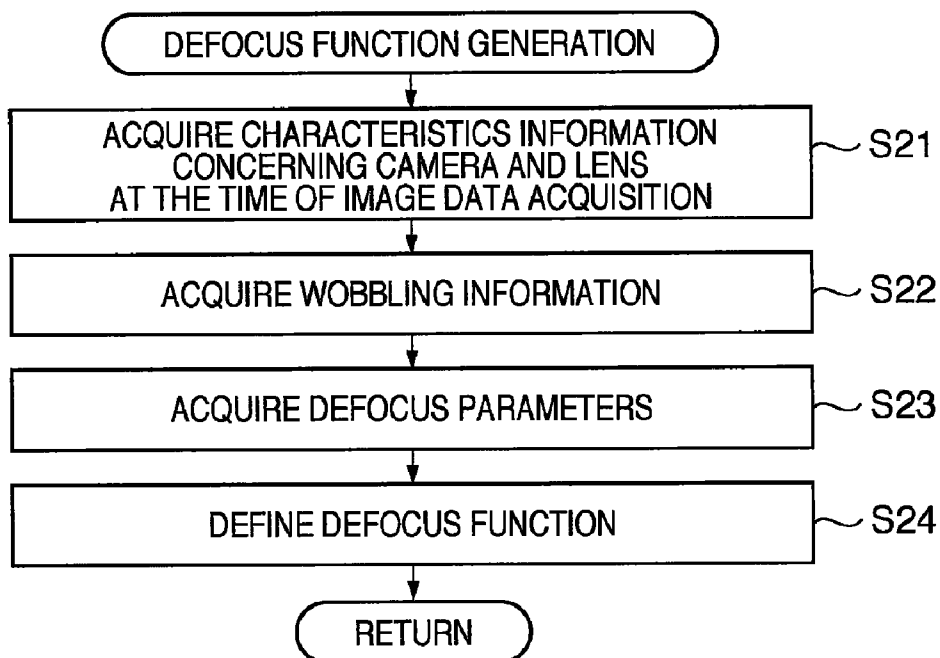 DEFOCUS FUNCTION GENERATION
ACQUIRE CHARACTERISTICS INFORMATION
CONCERNING CAMERA AND LENS
AT THE TIME OF IMAGE DATA ACQUISITION
S21
ACQUIRE WOBBLING INFORMATION
S22
ACQUIRE DEFOCUS PARAMETERS
S23
DEFINE DEFOCUS FUNCTION
S24
RETURN